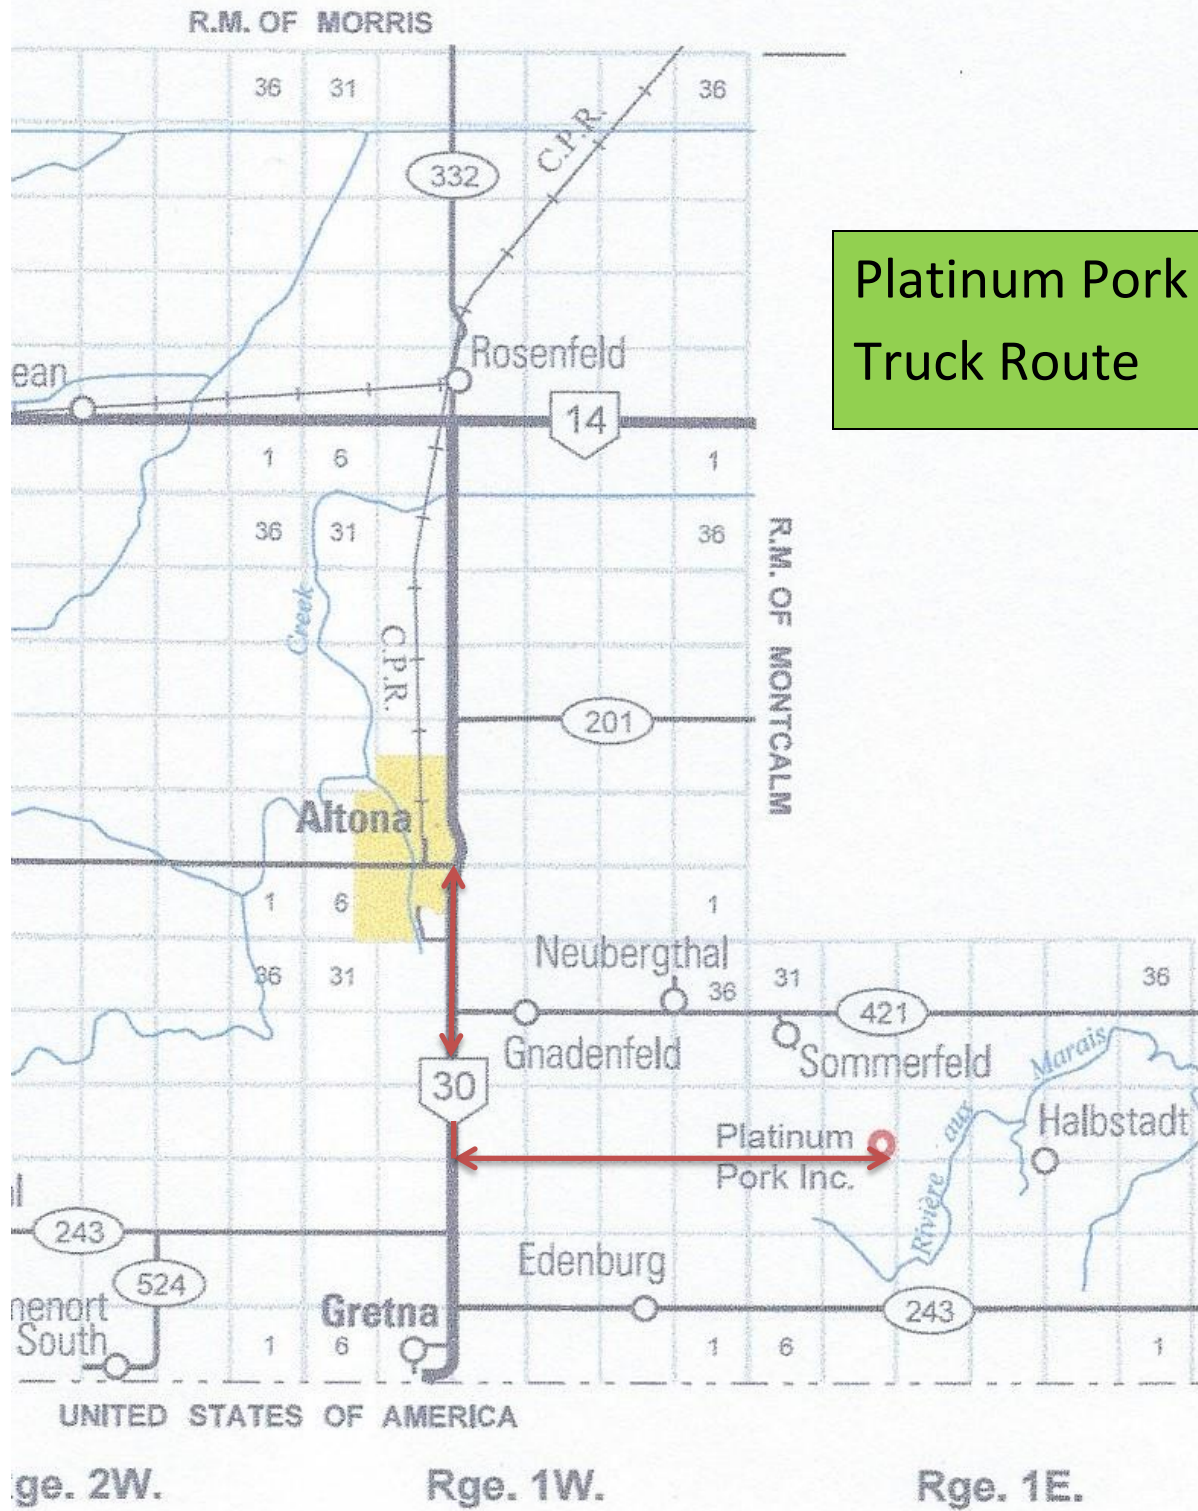 R.M. OF MORRIS
36 31 36
C.P.R.
332
Platinum Pork
Truck Route
Rosenfeld
ean
14
1 6 1
36 31 36
R.M. OF MONTCALM
Creek
C.P.R.
201
Altona
1 6 1
Neubergthal
36 31 36 31 36
421
Gnadenfeld
Sommerfeld
Marais
30
aux
Halbstadt
Platinum
Pork Inc.
Rivière
l
243
Edenburg
524
nenort
South
Gretna
243
1 6 1 6 1
UNITED STATES OF AMERICA
ge. 2W. Rge. 1W. Rge. 1E.